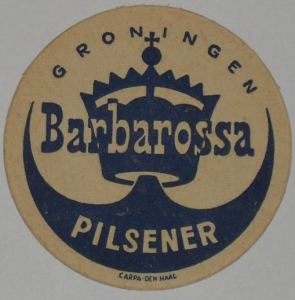 GRONINGEN
Barbarossa
PILSENER
CARPA-DEN HAAG